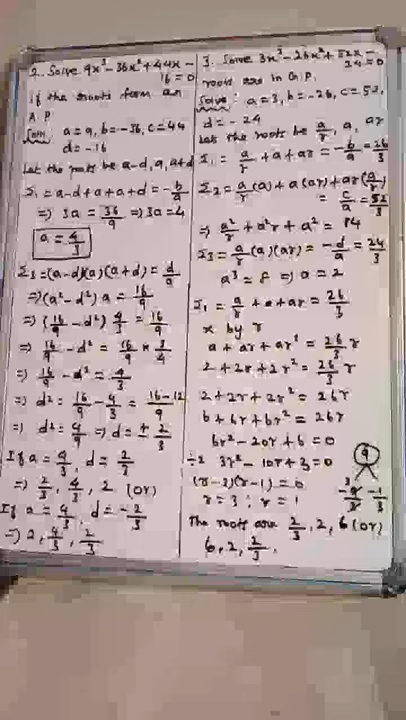 2. Solve 9x³-36x²+44x-
16=0
if the roots form an
A.P.
Soln: a=9, b=-36, c=44
d=-16
Let the roots be a-d, a, a+d
Σ₁ = a-d+a+a+d = -b/a
⇒ 3a = 36/9 ⇒ 3a=4
a = 4/3
Σ₃ = (a-d)(a)(a+d) = d/a
⇒ (a²-d²) a = 16/9
⇒ (16/9 - d²) 4/3 = 16/9
⇒ 16/9 - d² = 16/9 × 3/4
⇒ 16/9 - d² = 4/3
⇒ d² = 16/9 - 4/3 = 16-12/9
⇒ d² = 4/9 ⇒ d = ± 2/3
If a = 4/3, d = 2/3
⇒ 2/3, 4/3, 2 (or)
If a = 4/3, d = -2/3
⇒ 2, 4/3, 2/3
3. Solve 3x³-26x²+52x-
24=0
roots are in G.P.
Solve: a=3, b=-26, c=52,
d=-24
Let the roots be a/r, a, ar
Σ₁ = a/r + a + ar = -b/a = 26/3
Σ₂ = a/r (a) + a(ar) + ar(a/r)
= c/a = 52/3
⇒ a²/r + a²r + a² =
Σ₃ = a/r (a)(ar) = -d/a = 24/3
a³ = 8 ⇒ a = 2
Σ₁ = a/r + a + ar = 26/3
x by r
a + ar + ar² = 26/3 r
2 + 2r + 2r² = 26/3 r
2 + 2r + 2r² = 26r
6 + 6r + 6r² = 26r
6r² - 20r + 6 = 0
÷2 3r² - 10r + 3 = 0
9
-9/3 -1/3
r = 3 ; r = 1
The roots are 2/3, 2, 6 (or)
6, 2, 2/3.